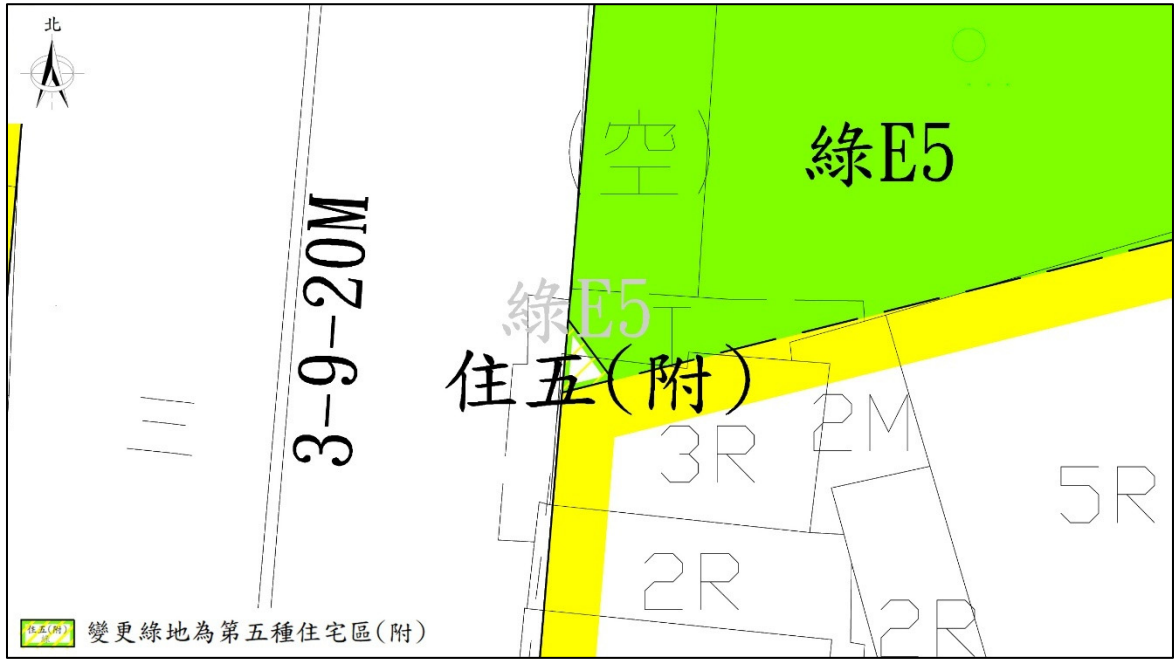 北
(空)
綠E5
3-9-20M
綠E5
T
住五(附)
2M
3R
5R
三
2R
2R
住五(附)
變更綠地為第五種住宅區(附)